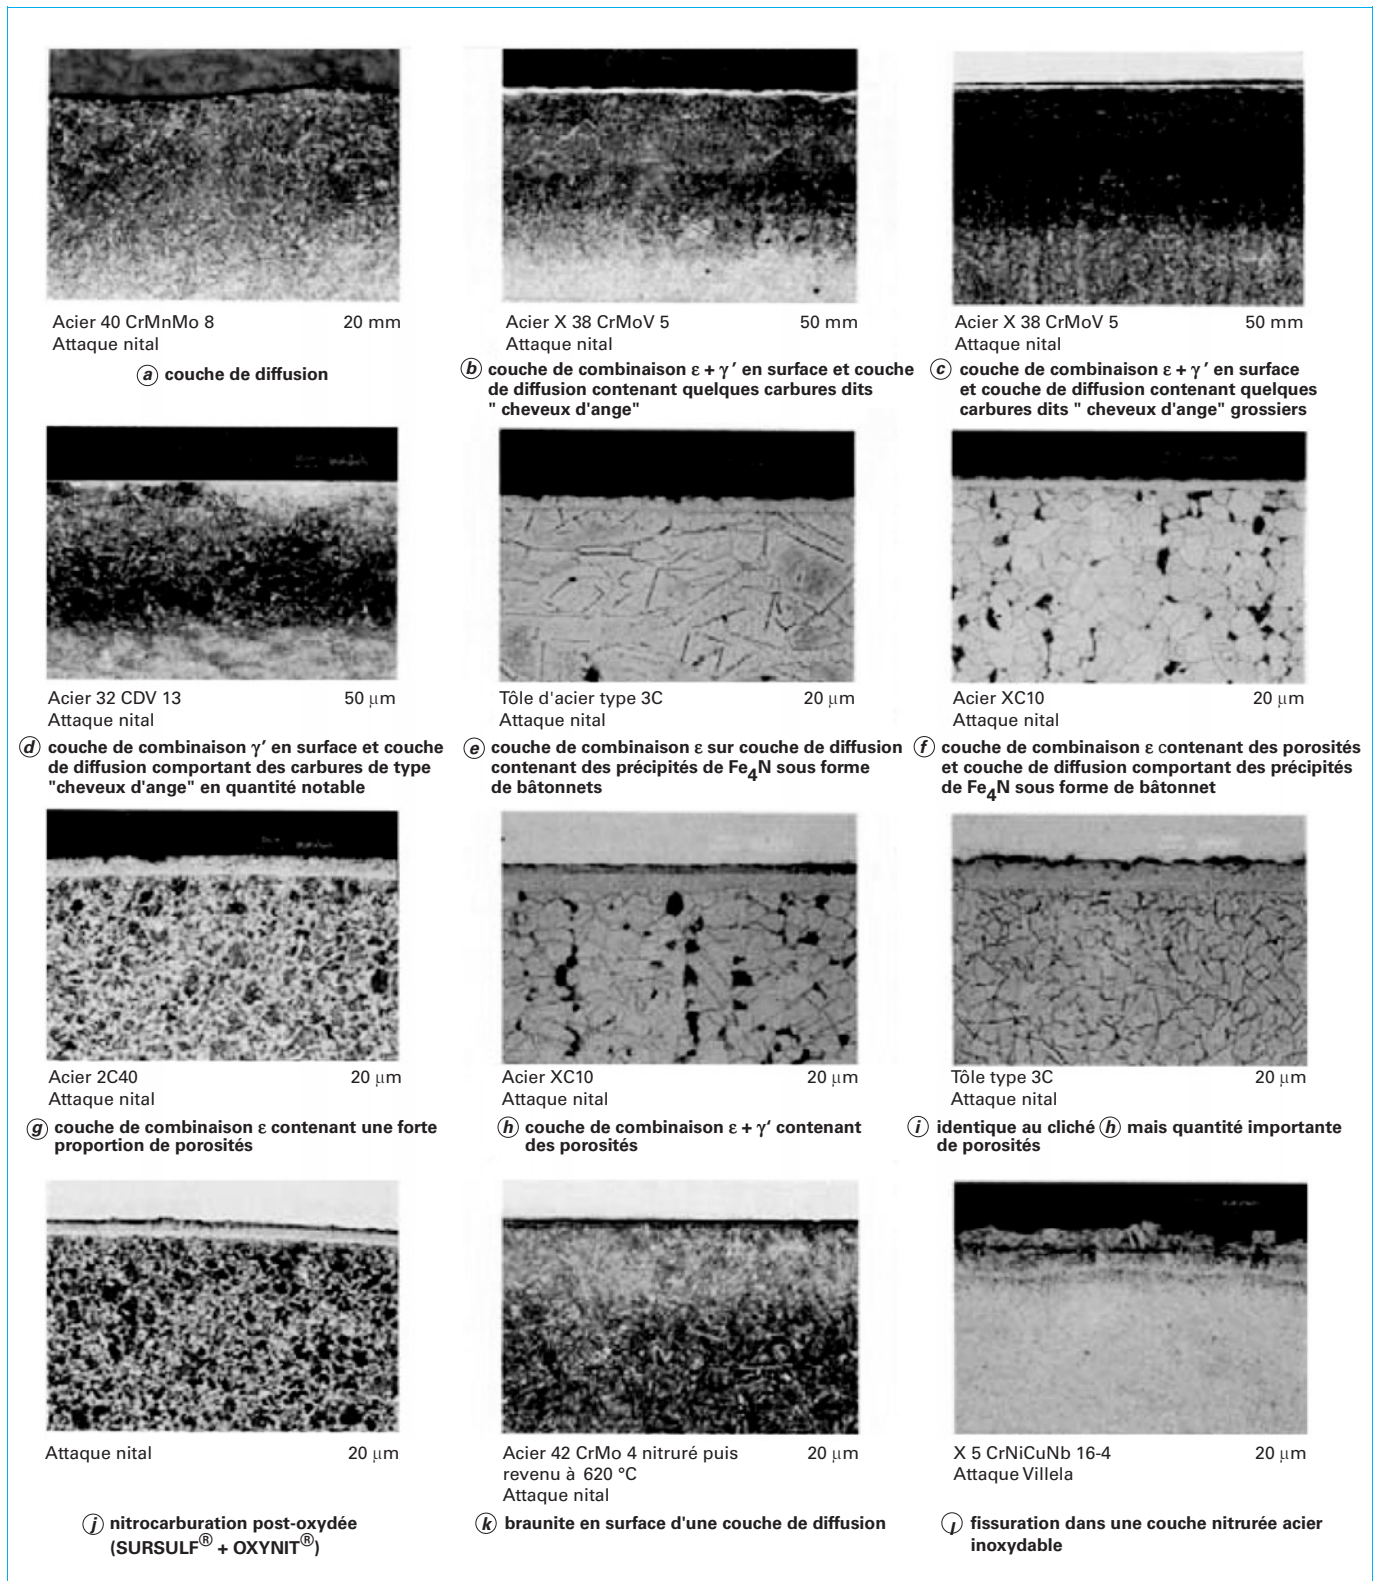 Acier 40 CrMnMo 8 20 mm
Attaque nital
ⓐ couche de diffusion
Acier X 38 CrMoV 5 50 mm
Attaque nital
ⓑ couche de combinaison ε + γ′ en surface et couche
de diffusion contenant quelques carbures dits
" cheveux d'ange"
Acier X 38 CrMoV 5 50 mm
Attaque nital
ⓒ couche de combinaison ε + γ ′ en surface
et couche de diffusion contenant quelques
carbures dits " cheveux d'ange" grossiers
Acier 32 CDV 13 50 μm
Attaque nital
ⓓ couche de combinaison γ′ en surface et couche
de diffusion comportant des carbures de type
"cheveux d'ange" en quantité notable
Tôle d'acier type 3C 20 μm
Attaque nital
ⓔ couche de combinaison ε sur couche de diffusion
contenant des précipités de Fe₄N sous forme
de bâtonnets
Acier XC10 20 μm
Attaque nital
ⓕ couche de combinaison ε contenant des porosités
et couche de diffusion comportant des précipités
de Fe₄N sous forme de bâtonnet
Acier 2C40 20 μm
Attaque nital
ⓖ couche de combinaison ε contenant une forte
proportion de porosités
Acier XC10 20 μm
Attaque nital
ⓗ couche de combinaison ε + γ′ contenant
des porosités
Tôle type 3C 20 μm
Attaque nital
ⓘ identique au cliché ⓗ mais quantité importante
de porosités
Attaque nital 20 μm
ⓙ nitrocarburation post-oxydée
(SURSULF® + OXYNIT®)
Acier 42 CrMo 4 nitruré puis 20 μm
revenu à 620 °C
Attaque nital
ⓚ braunite en surface d'une couche de diffusion
X 5 CrNiCuNb 16-4 20 μm
Attaque Villela
ⓛ fissuration dans une couche nitrurée acier
inoxydable